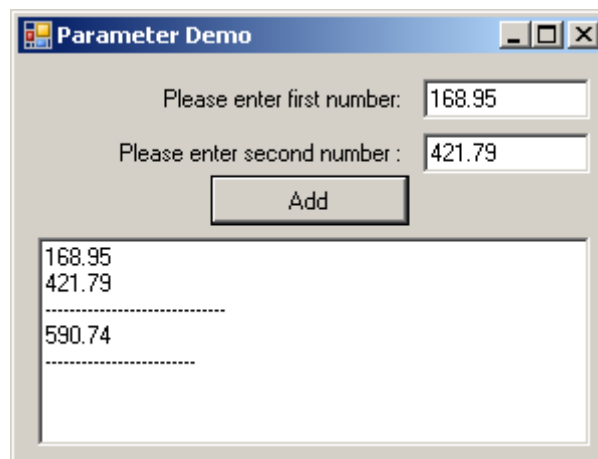 Parameter Demo
Please enter first number: 168.95
Please enter second number : 421.79
Add
168.95
421.79
------------------------------
590.74
-------------------------